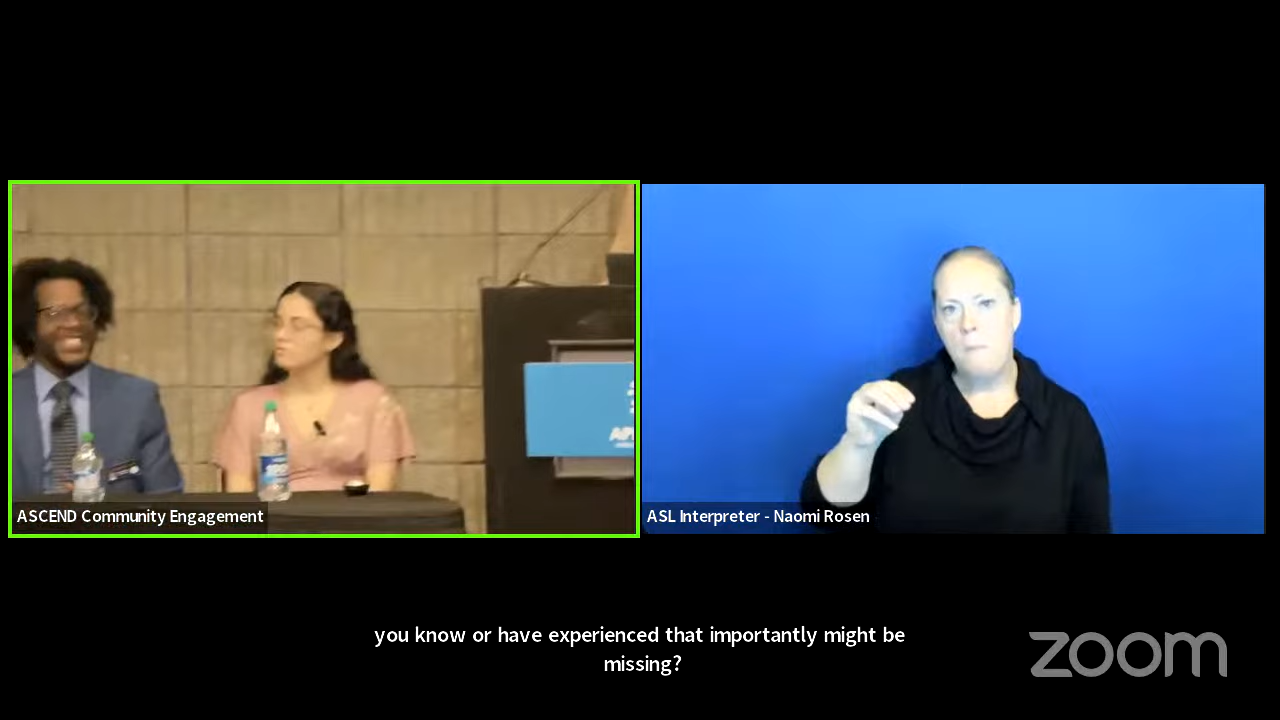 ASCEND Community Engagement
ASL Interpreter - Naomi Rosen
you know or have experienced that importantly might be
missing?
zoom